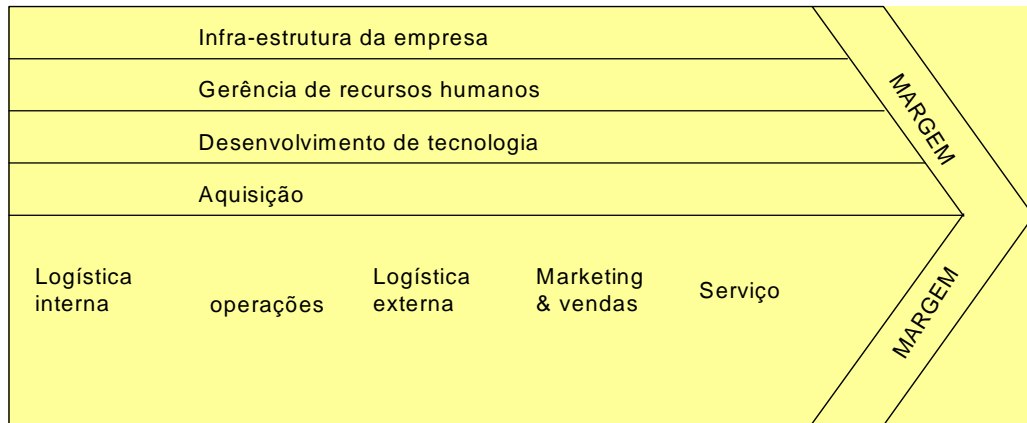 Infra-estrutura da empresa
Gerência de recursos humanos
Desenvolvimento de tecnologia
Aquisição
MARGEM
Logística
interna
operações
Logística
externa
Marketing
& vendas
Serviço
MARGEM